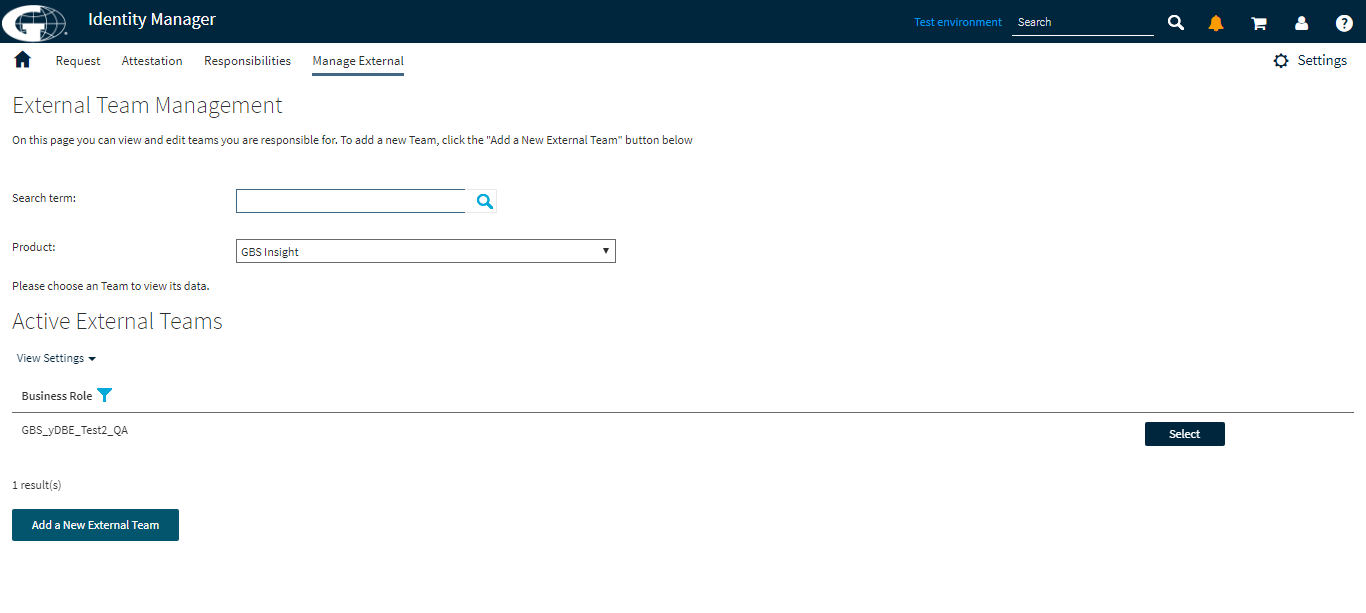 Identity Manager
Test environment
Search
Request Attestation Responsibilities Manage External
Settings
External Team Management
On this page you can view and edit teams you are responsible for. To add a new Team, click the "Add a New External Team" button below
Search term:
Product:
GBS Insight
Please choose an Team to view its data.
Active External Teams
View Settings
Business Role
GBS_yDBE_Test2_QA
Select
1 result(s)
Add a New External Team